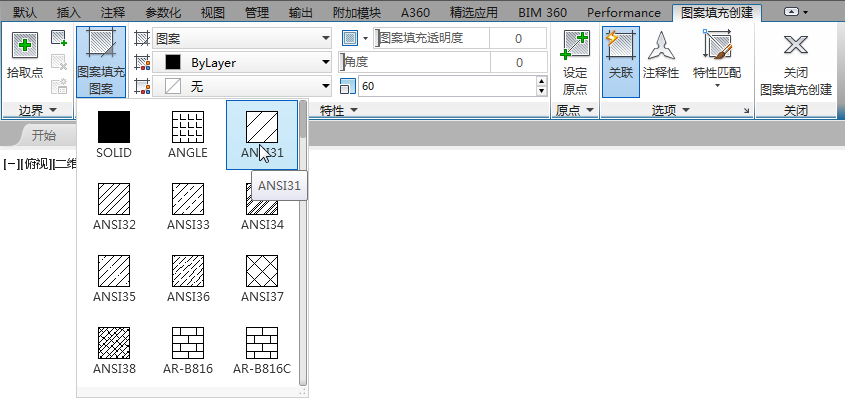 默认 插入 注释 参数化 视图 管理 输出 附加模块 A360 精选应用 BIM 360 Performance 图案填充创建
图案 图案填充透明度 0
拾取点 图案填充 图案 ByLayer 角度 0 设定 原点 关联 注释性 特性匹配 关闭 图案填充创建
无 60
边界 特性 原点 选项 关闭
开始
SOLID ANGLE ANSI31
[−][俯视][二维
ANSI31
ANSI32 ANSI33 ANSI34
ANSI35 ANSI36 ANSI37
ANSI38 AR-B816 AR-B816C